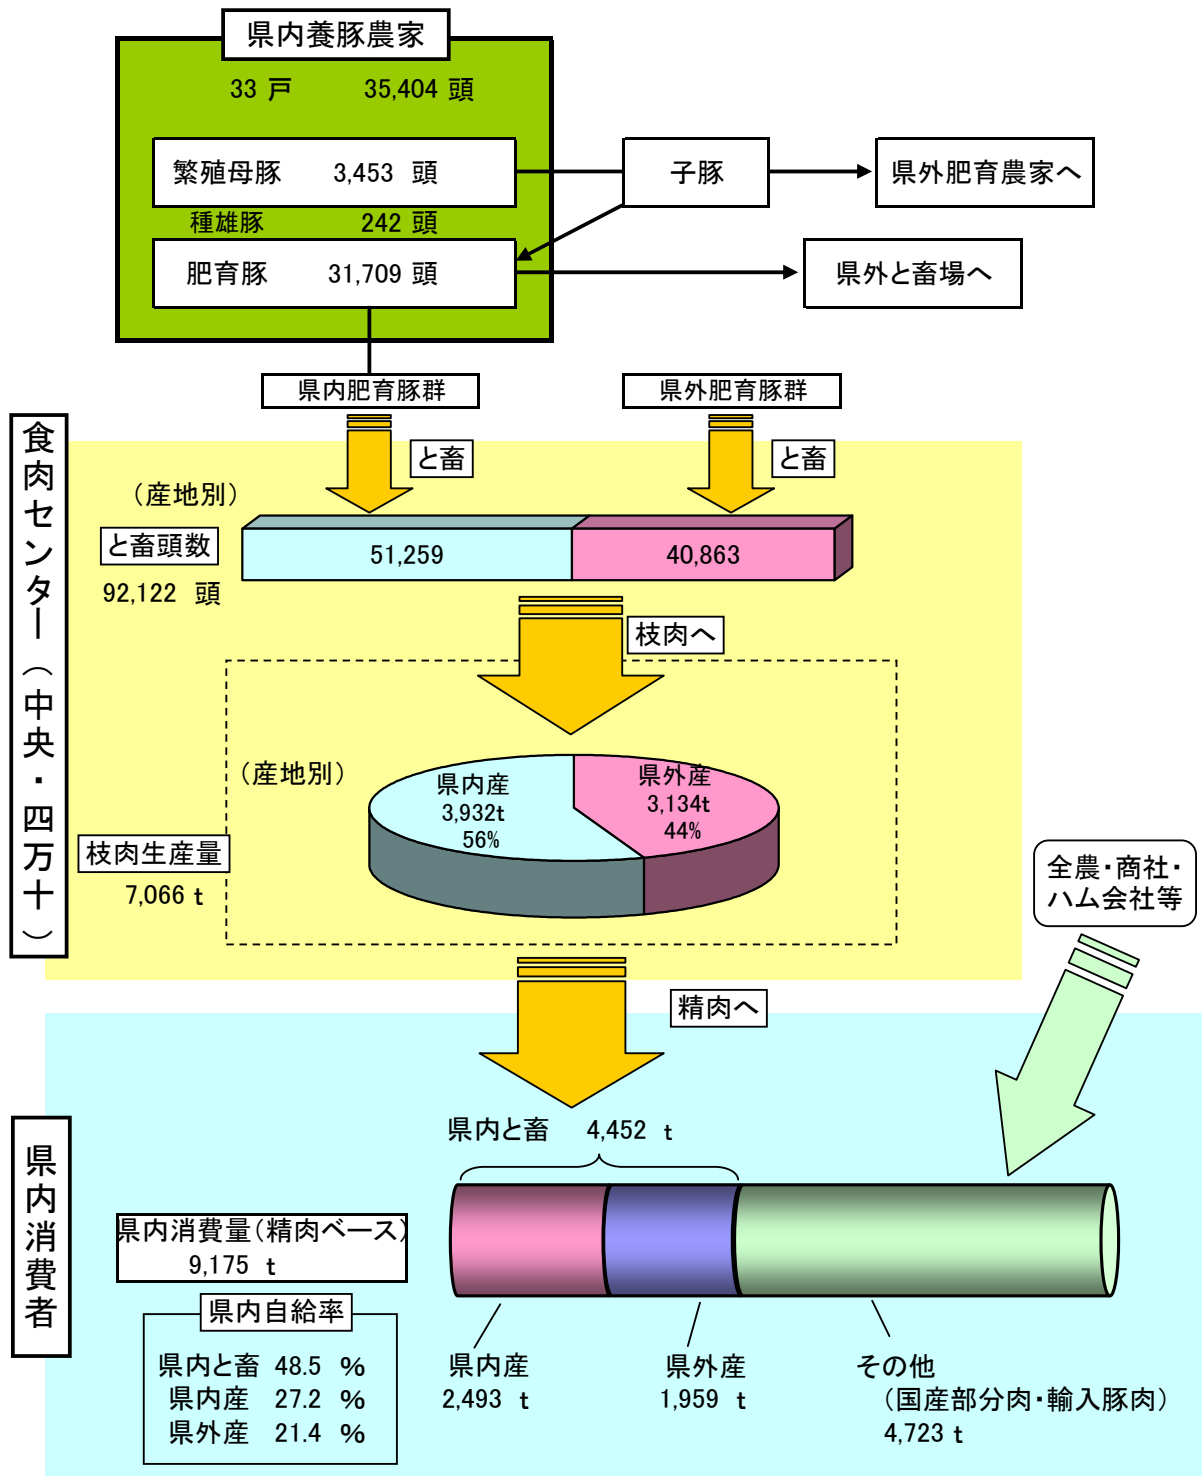 県内養豚農家
33 戸　35,404 頭
繁殖母豚　3,453 頭
子豚
県外肥育農家へ
種雄豚　242 頭
肥育豚　31,709 頭
県外と畜場へ
県内肥育豚群
県外肥育豚群
食肉センター（中央・四万十）
と畜
と畜
（産地別）
と畜頭数
51,259
40,863
92,122 頭
枝肉へ
（産地別）
県内産
3,932t
56%
県外産
3,134t
44%
枝肉生産量
7,066 t
全農・商社・
ハム会社等
精肉へ
県内消費者
県内と畜　4,452 t
県内消費量（精肉ベース）
9,175 t
県内自給率
県内と畜 48.5 %
県内産 27.2 %
県外産 21.4 %
県内産
2,493 t
県外産
1,959 t
その他
（国産部分肉・輸入豚肉）
4,723 t